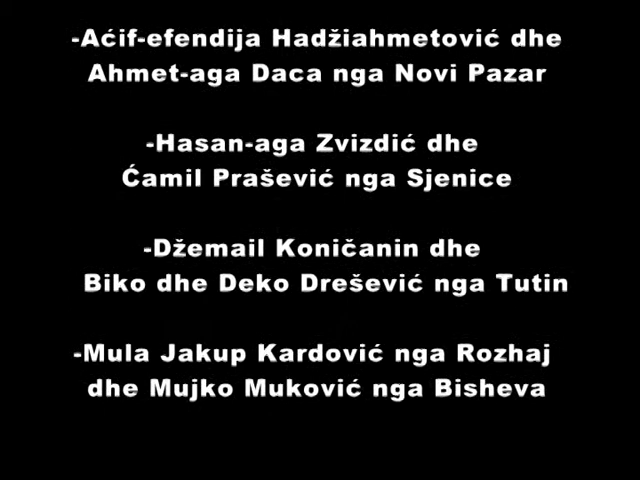 -Aćif-efendija Hadžiahmetović dhe
Ahmet-aga Daca nga Novi Pazar
-Hasan-aga Zvizdić dhe
Ćamil Prašević nga Sjenice
-Džemail Koničanin dhe
Biko dhe Deko Drešević nga Tutin
-Mula Jakup Kardović nga Rozhaj
dhe Mujko Muković nga Bisheva